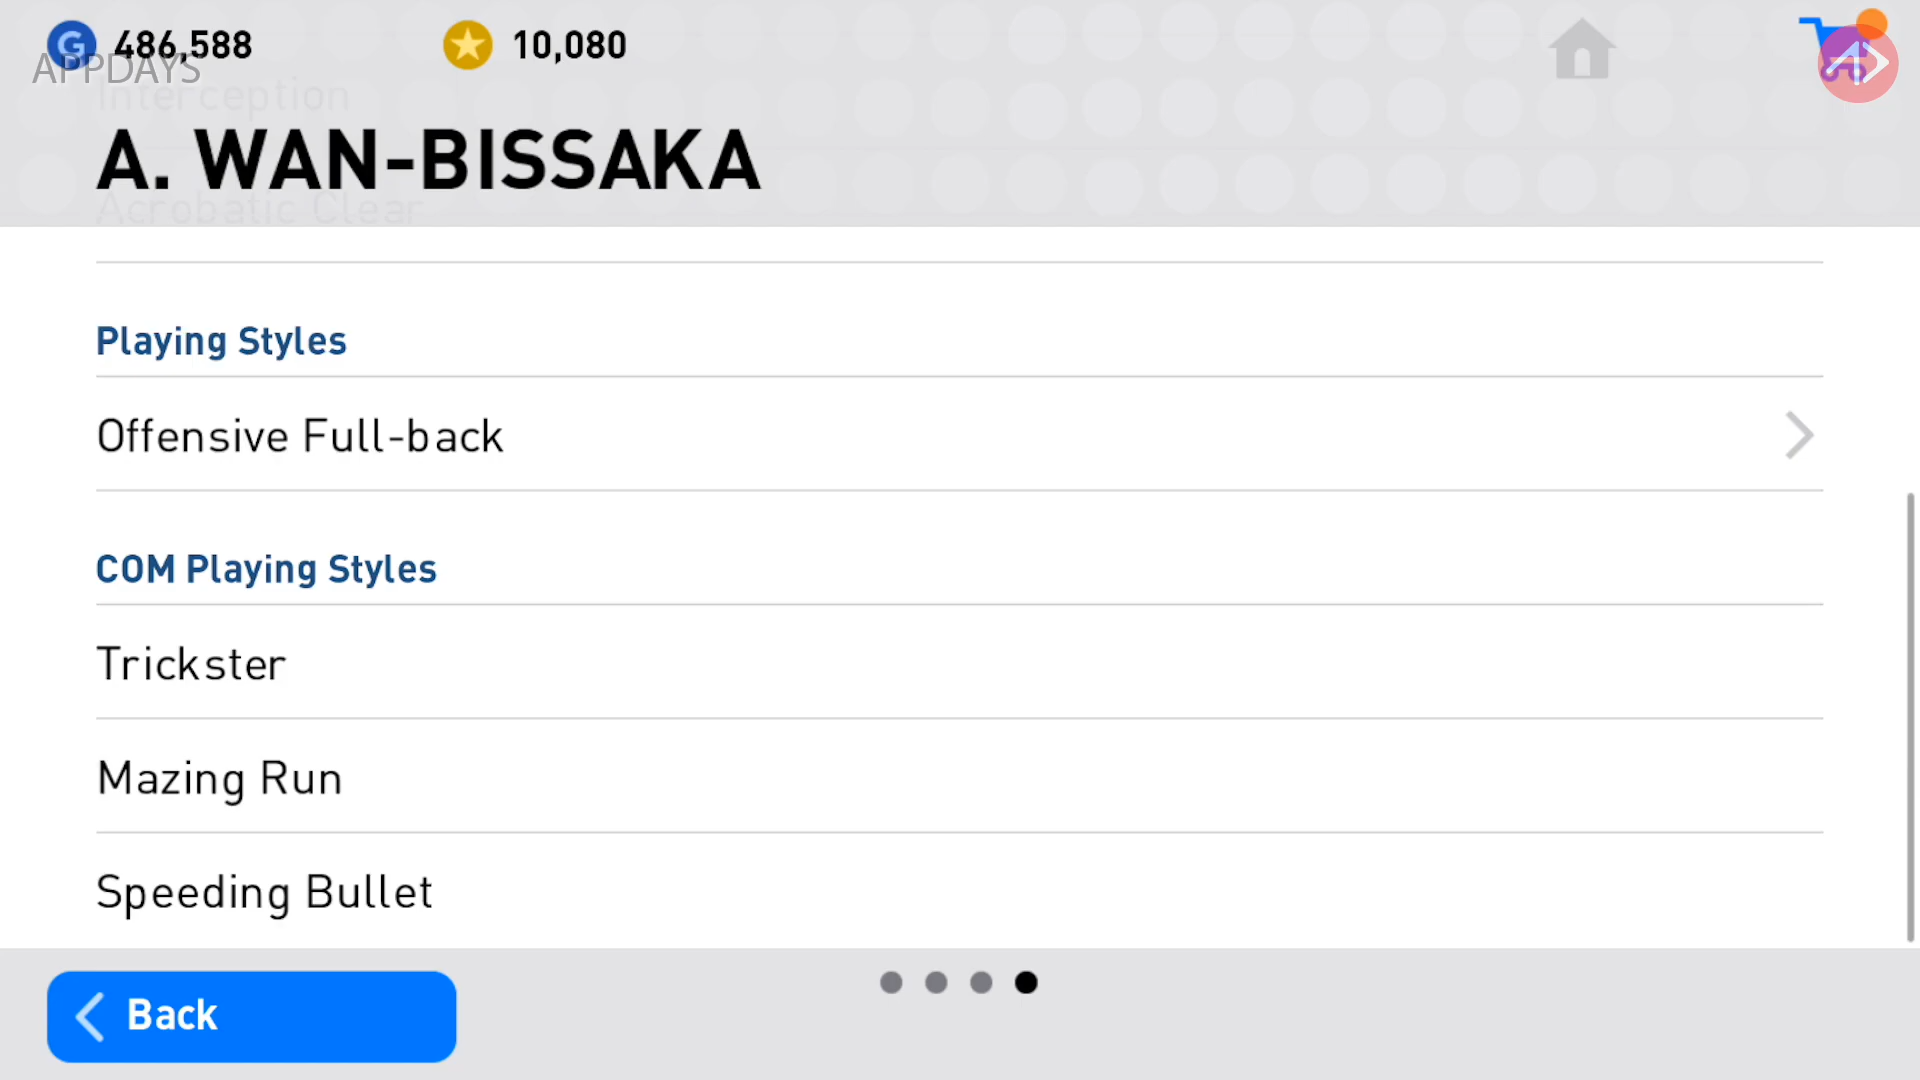 G 486,588 10,080
APPDAYS
Interception
A. WAN-BISSAKA
Acrobatic Clear
Playing Styles
Offensive Full-back
COM Playing Styles
Trickster
Mazing Run
Speeding Bullet
Back